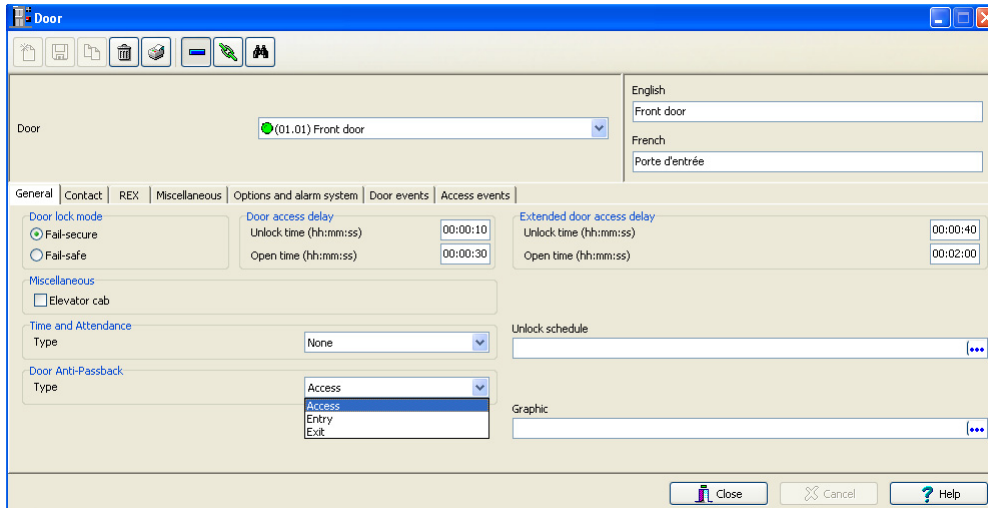 Door
English
Front door
Door
(01.01) Front door
French
Porte d'entrée
General Contact REX Miscellaneous Options and alarm system Door events Access events
Door lock mode
Fail-secure
Fail-safe
Door access delay
Unlock time (hh:mm:ss) 00:00:10
Open time (hh:mm:ss) 00:00:30
Extended door access delay
Unlock time (hh:mm:ss) 00:00:40
Open time (hh:mm:ss) 00:02:00
Miscellaneous
Elevator cab
Time and Attendance
Type None
Unlock schedule
Door Anti-Passback
Type Access
Access
Entry
Exit
Graphic
Close Cancel Help